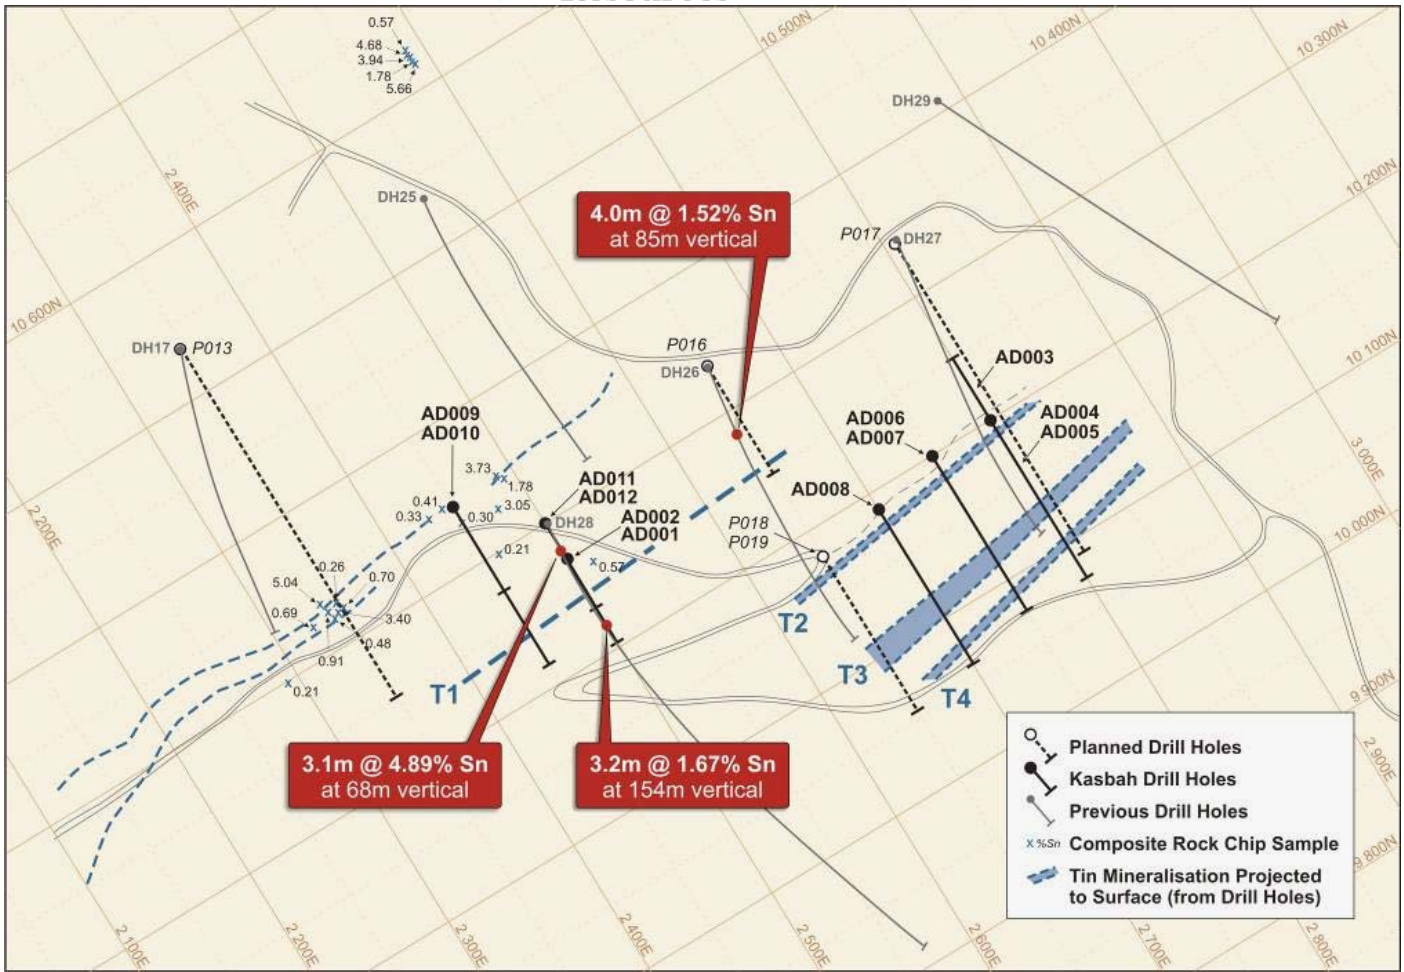 0.57
4.68
3.94
1.78
5.66
10 500N
10 400N
10 300N
DH29
2 400E
DH25
10 200N
4.0m @ 1.52% Sn
at 85m vertical
P017
DH27
10 600N
DH17
P013
P016
DH26
AD003
10 100N
AD009
AD010
AD006
AD007
AD004
AD005
3 000E
3.73
1.78
AD011
AD012
AD008
0.41
0.33
0.30
3.05
DH28
AD002
AD001
P018
P019
2 200E
10 000N
0.21
0.57
0.26
0.70
5.04
0.69
3.40
0.48
0.91
0.21
T1
T2
T3
T4
9 900N
3.1m @ 4.89% Sn
at 68m vertical
3.2m @ 1.67% Sn
at 154m vertical
2 900E
Planned Drill Holes
Kasbah Drill Holes
Previous Drill Holes
x %Sn Composite Rock Chip Sample
Tin Mineralisation Projected
to Surface (from Drill Holes)
9 800N
2 100E
2 200E
2 300E
2 400E
2 500E
2 600E
2 700E
2 800E